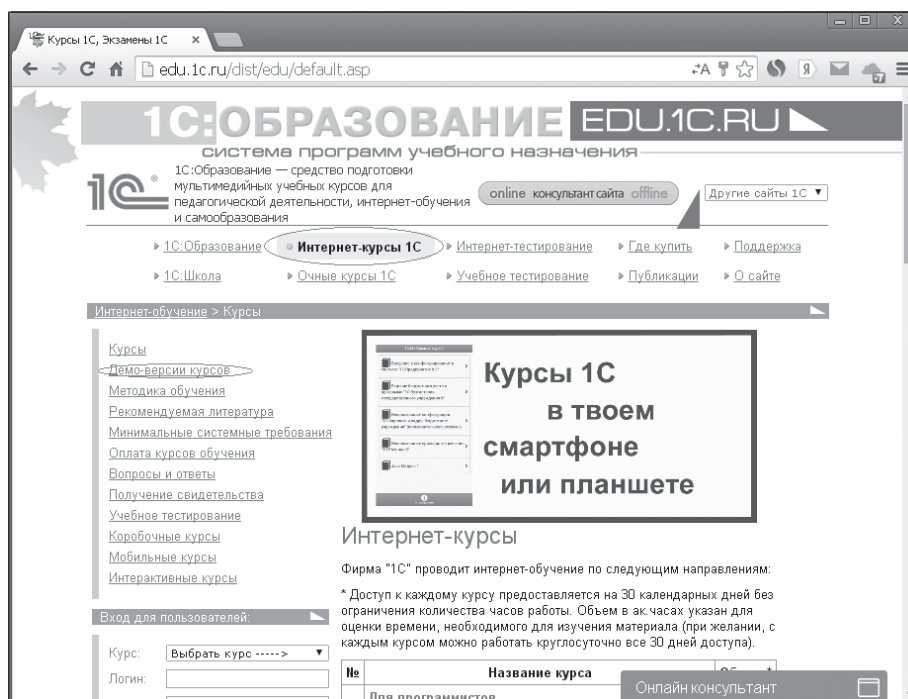 Курсы 1С, Экзамены 1С
edu.1c.ru/dist/edu/default.asp
1С:ОБРАЗОВАНИЕ EDU.1C.RU
система программ учебного назначения
1С:Образование — средство подготовки
мультимедийных учебных курсов для
педагогической деятельности, интернет-обучения
и самообразования
online консультант сайта offline
Другие сайты 1С
1С:Образование Интернет-курсы 1С Интернет-тестирование Где купить Поддержка
1С:Школа Очные курсы 1С Учебное тестирование Публикации О сайте
Интернет-обучение > Курсы
Курсы
Демо-версии курсов
Методика обучения
Рекомендуемая литература
Минимальные системные требования
Оплата курсов обучения
Вопросы и ответы
Получение свидетельства
Учебное тестирование
Коробочные курсы
Мобильные курсы
Интерактивные курсы
Вход для пользователей:
Курс: Выбрать курс ----->
Логин:
Курсы 1С
в твоем
смартфоне
или планшете
Интернет-курсы
Фирма "1С" проводит интернет-обучение по следующим направлениям:
* Доступ к каждому курсу предоставляется на 30 календарных дней без
ограничения количества часов работы. Объем в ак.часах указан для
оценки времени, необходимого для изучения материала (при желании, с
каждым курсом можно работать круглосуточно все 30 дней доступа).
№ Название курса
Для программистов
Онлайн консультант